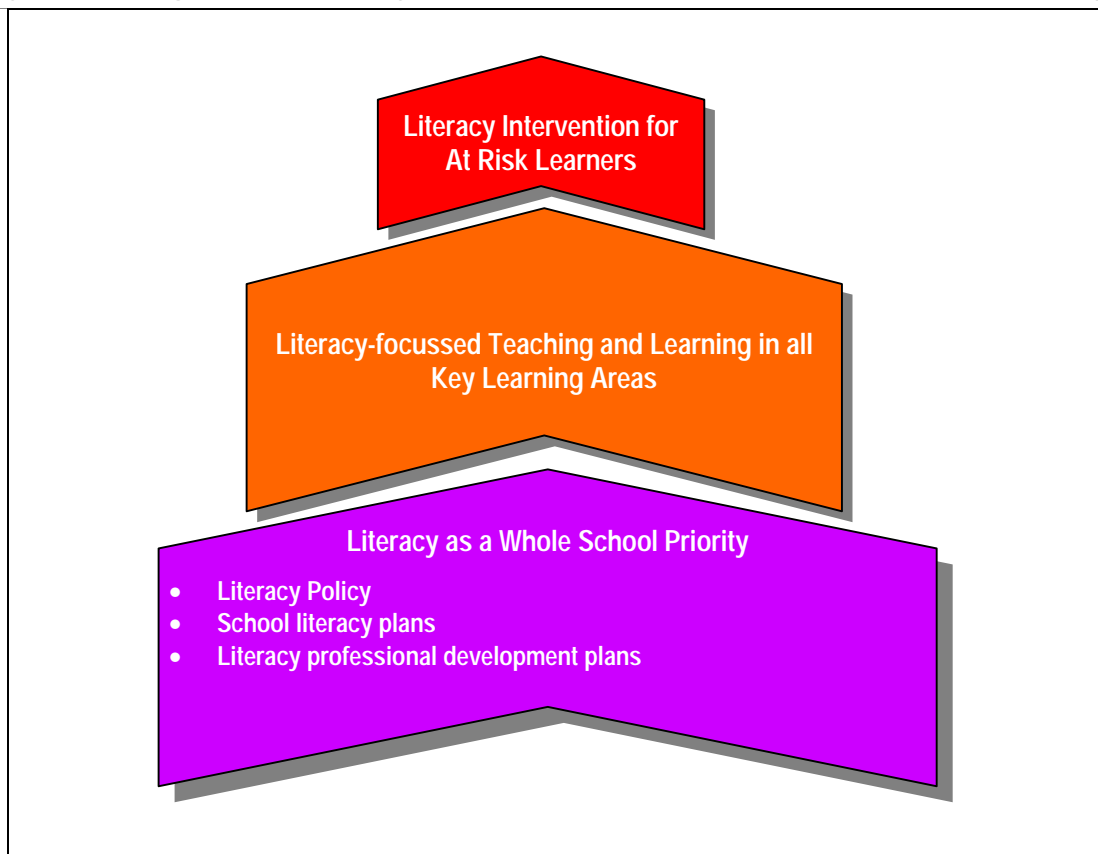 Literacy Intervention for
At Risk Learners
Literacy-focussed Teaching and Learning in all
Key Learning Areas
Literacy as a Whole School Priority
• Literacy Policy
• School literacy plans
• Literacy professional development plans